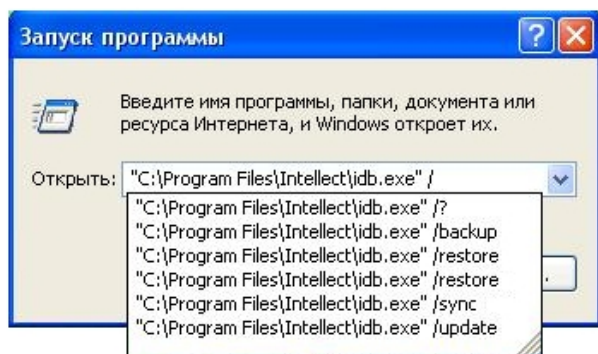 Запуск программы
Введите имя программы, папки, документа или
ресурса Интернета, и Windows откроет их.
Открыть: "C:\Program Files\Intellect\idb.exe" /
"C:\Program Files\Intellect\idb.exe" /?
"C:\Program Files\Intellect\idb.exe" /backup
"C:\Program Files\Intellect\idb.exe" /restore
"C:\Program Files\Intellect\idb.exe" /restore
"C:\Program Files\Intellect\idb.exe" /sync
"C:\Program Files\Intellect\idb.exe" /update